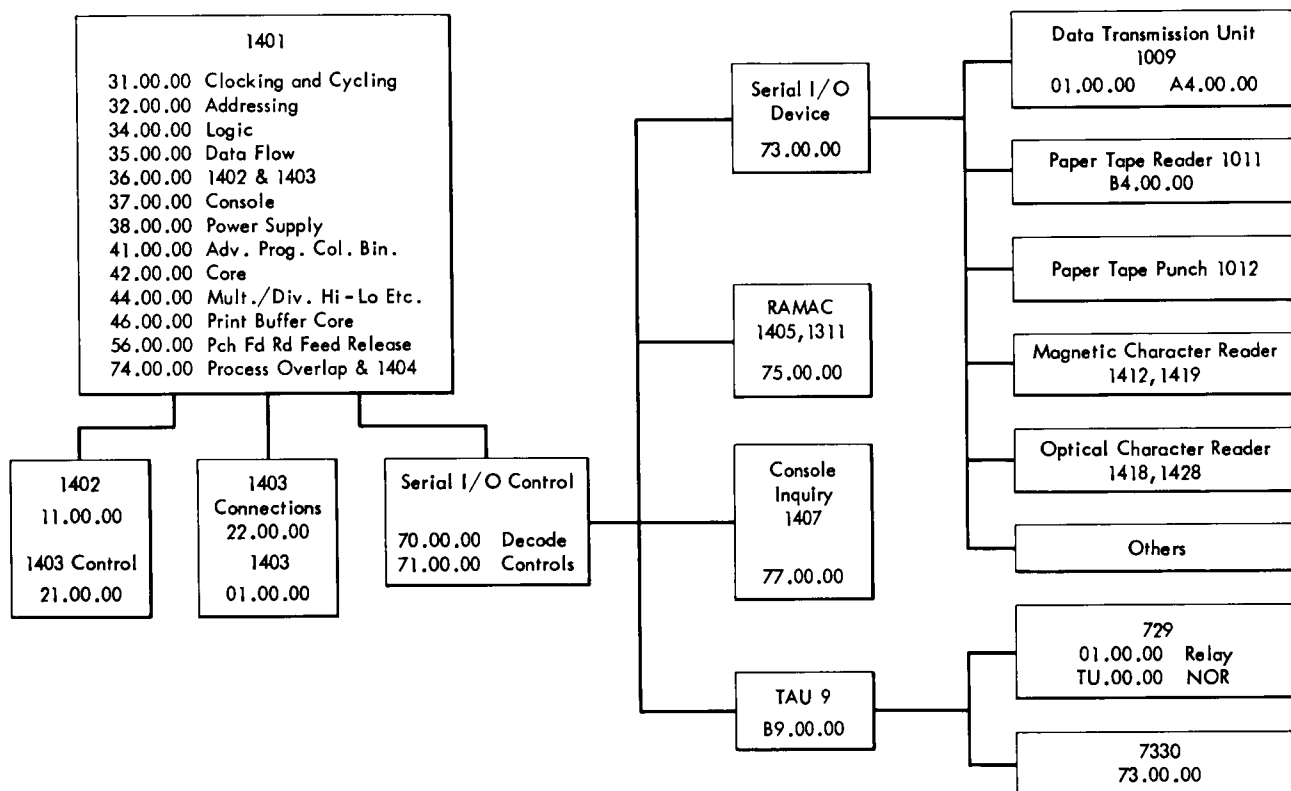 1401
31.00.00 Clocking and Cycling
32.00.00 Addressing
34.00.00 Logic
35.00.00 Data Flow
36.00.00 1402 & 1403
37.00.00 Console
38.00.00 Power Supply
41.00.00 Adv. Prog. Col. Bin.
42.00.00 Core
44.00.00 Mult./Div. Hi-Lo Etc.
46.00.00 Print Buffer Core
56.00.00 Pch Fd Rd Feed Release
74.00.00 Process Overlap & 1404
1402
11.00.00
1403 Control
21.00.00
1403
Connections
22.00.00
1403
01.00.00
Serial I/O Control
70.00.00 Decode
71.00.00 Controls
Serial I/O
Device
73.00.00
RAMAC
1405,1311
75.00.00
Console
Inquiry
1407
77.00.00
TAU 9
B9.00.00
Data Transmission Unit
1009
01.00.00 A4.00.00
Paper Tape Reader 1011
B4.00.00
Paper Tape Punch 1012
Magnetic Character Reader
1412,1419
Optical Character Reader
1418,1428
Others
729
01.00.00 Relay
TU.00.00 NOR
7330
73.00.00